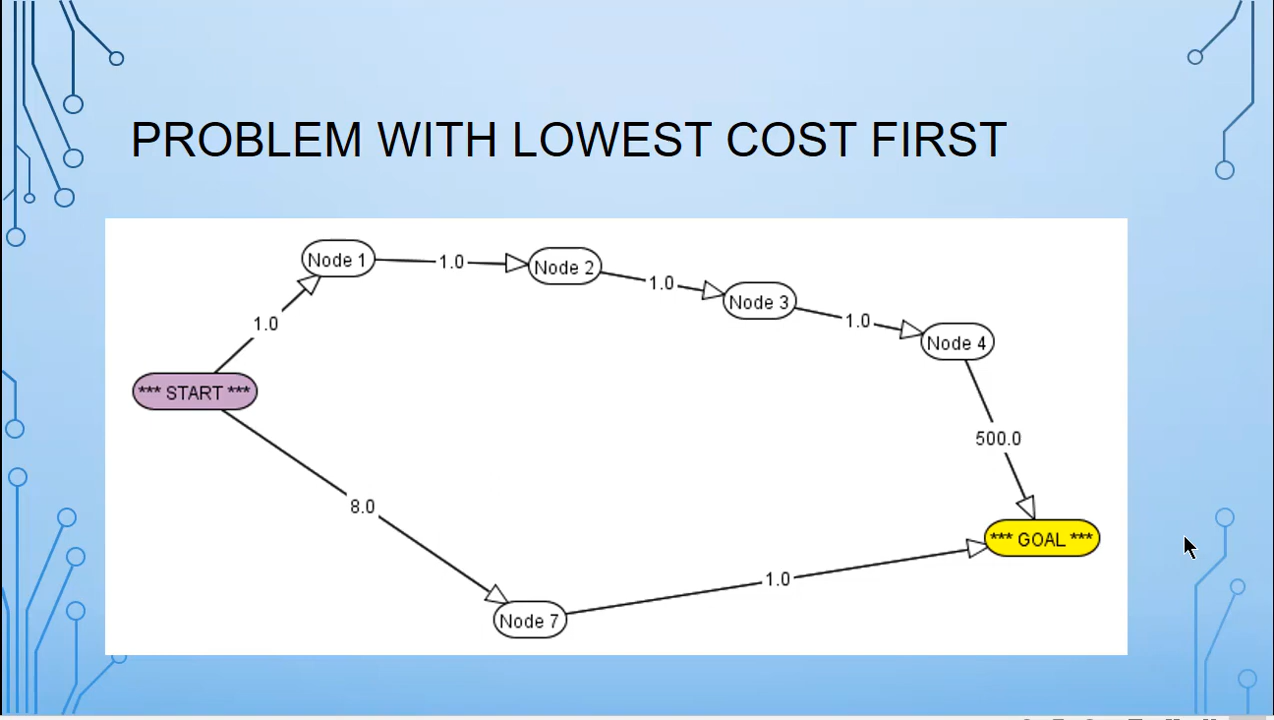 PROBLEM WITH LOWEST COST FIRST
Node 1
1.0
Node 2
1.0
Node 3
1.0
Node 4
1.0
*** START ***
500.0
8.0
*** GOAL ***
1.0
Node 7